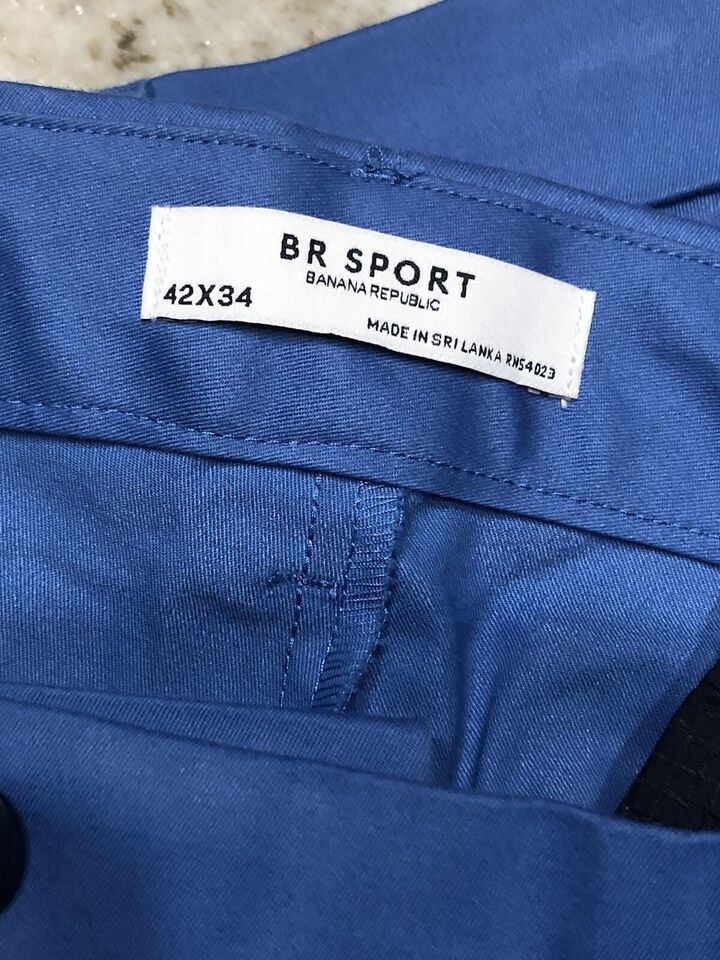 BR SPORT
BANANA REPUBLIC
42X34
MADE IN SRI LANKA RN54023